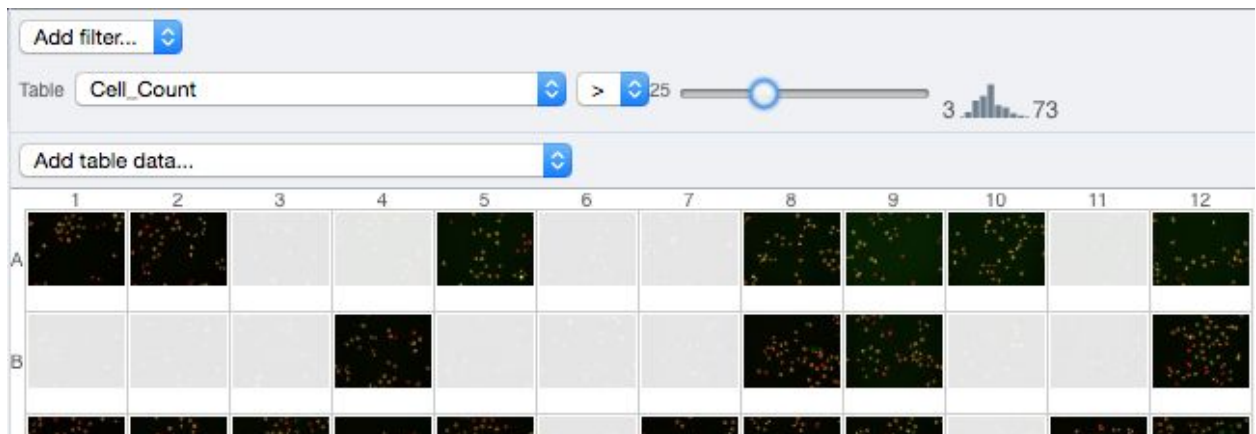 Add filter...
Table Cell_Count > 25 3 73
Add table data...
1 2 3 4 5 6 7 8 9 10 11 12
A
B